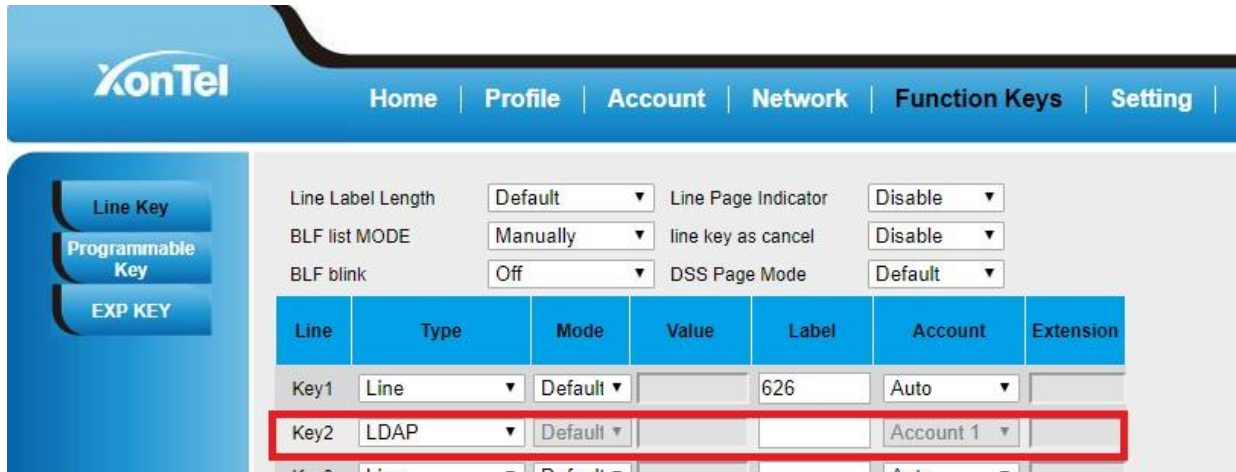 XonTel
Home | Profile | Account | Network | Function Keys | Setting |
Line Key
Programmable Key
EXP KEY
Line Label Length Default Line Page Indicator Disable
BLF list MODE Manually line key as cancel Disable
BLF blink Off DSS Page Mode Default
Line Type Mode Value Label Account Extension
Key1 Line Default 626 Auto
Key2 LDAP Default Account 1